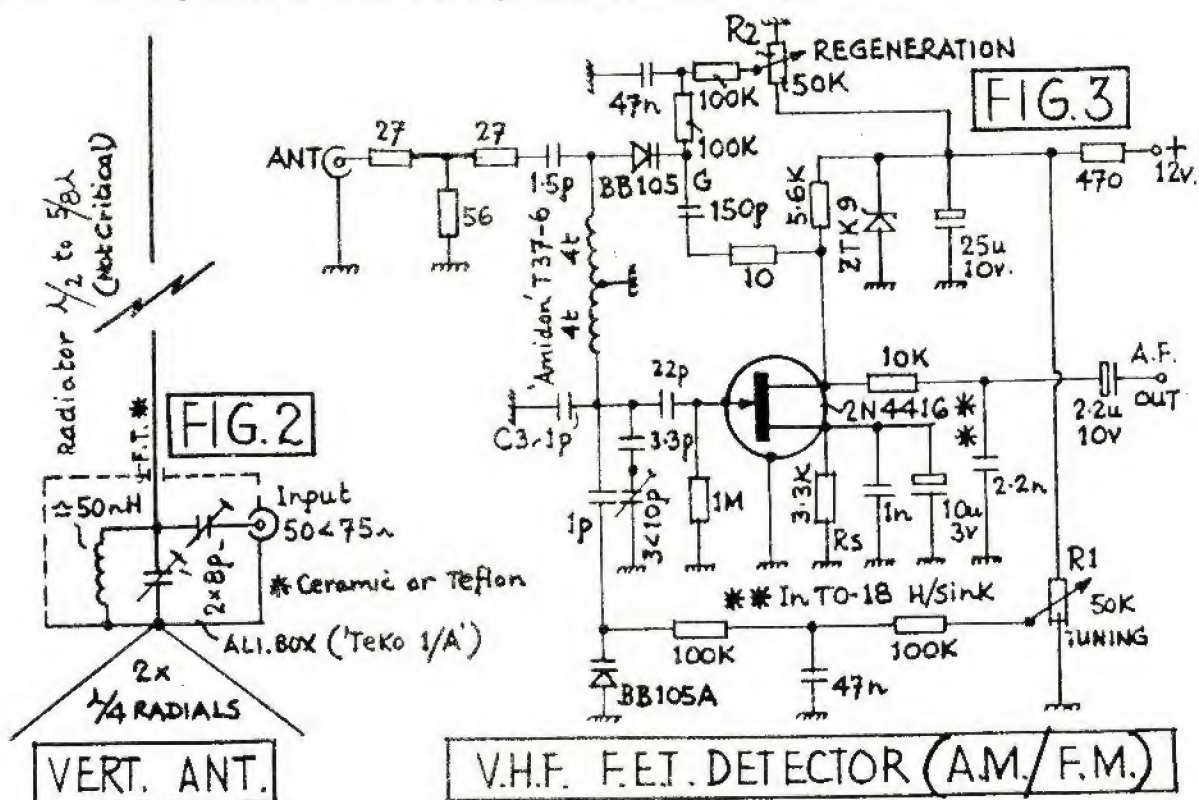 Radiator λ/2 to 5/8λ
(Not Critical)
F.T.*
FIG.2
≏50nH
Input
50<75~
2×8p
* Ceramic or Teflon
ALI. BOX ('Teko 1/A')
2x
λ/4 RADIALS
VERT. ANT.
R2
REGENERATION
50K
FIG.3
47n
100K
100K
ANT
27
27
56
1.5p
BB105 G
150p
10
5.6K
ZTK9
25u
10v.
470
+
12v.
'Amidon' T37-6
4t
4t
C3~1p
22p
3.3p
3<10p
1p
1M
2N4416 **
10K
A.F.
OUT
2.2u
10v
2.2n
3.3K
Rs
1n
10u
3v
** In TO-18 H/Sink
R1
50K
TUNING
100K
100K
47n
BB105A
V.H.F. F.E.T. DETECTOR (A.M./F.M.)